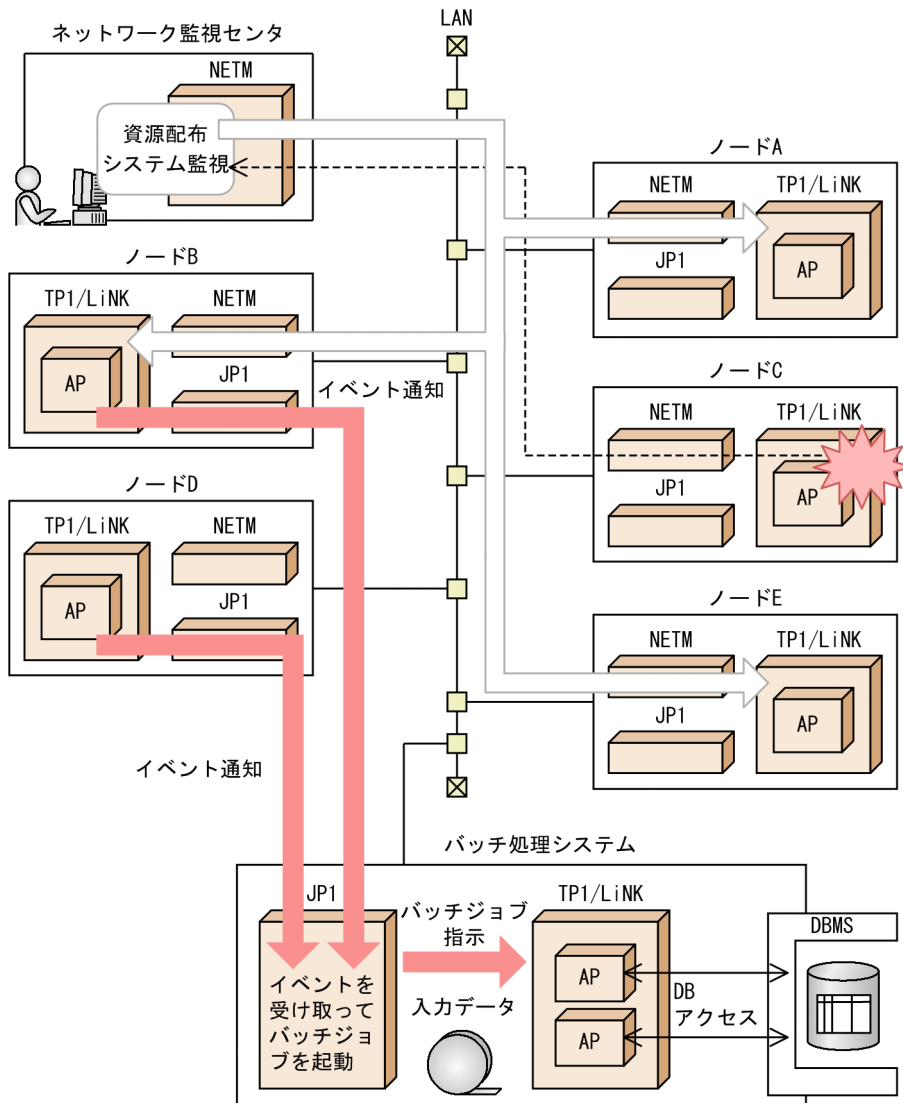 LAN
ネットワーク監視センタ
NETM
資源配布
システム監視
ノードA
NETM
TP1/LiNK
JP1
AP
ノードB
TP1/LiNK
NETM
AP
JP1
イベント通知
ノードC
NETM
TP1/LiNK
JP1
AP
ノードD
TP1/LiNK
NETM
AP
JP1
ノードE
NETM
TP1/LiNK
JP1
AP
イベント通知
バッチ処理システム
JP1
バッチジョブ
指示
TP1/LiNK
DBMS
イベントを
受け取って
バッチジョ
ブを起動
入力データ
AP
AP
DB
アクセス